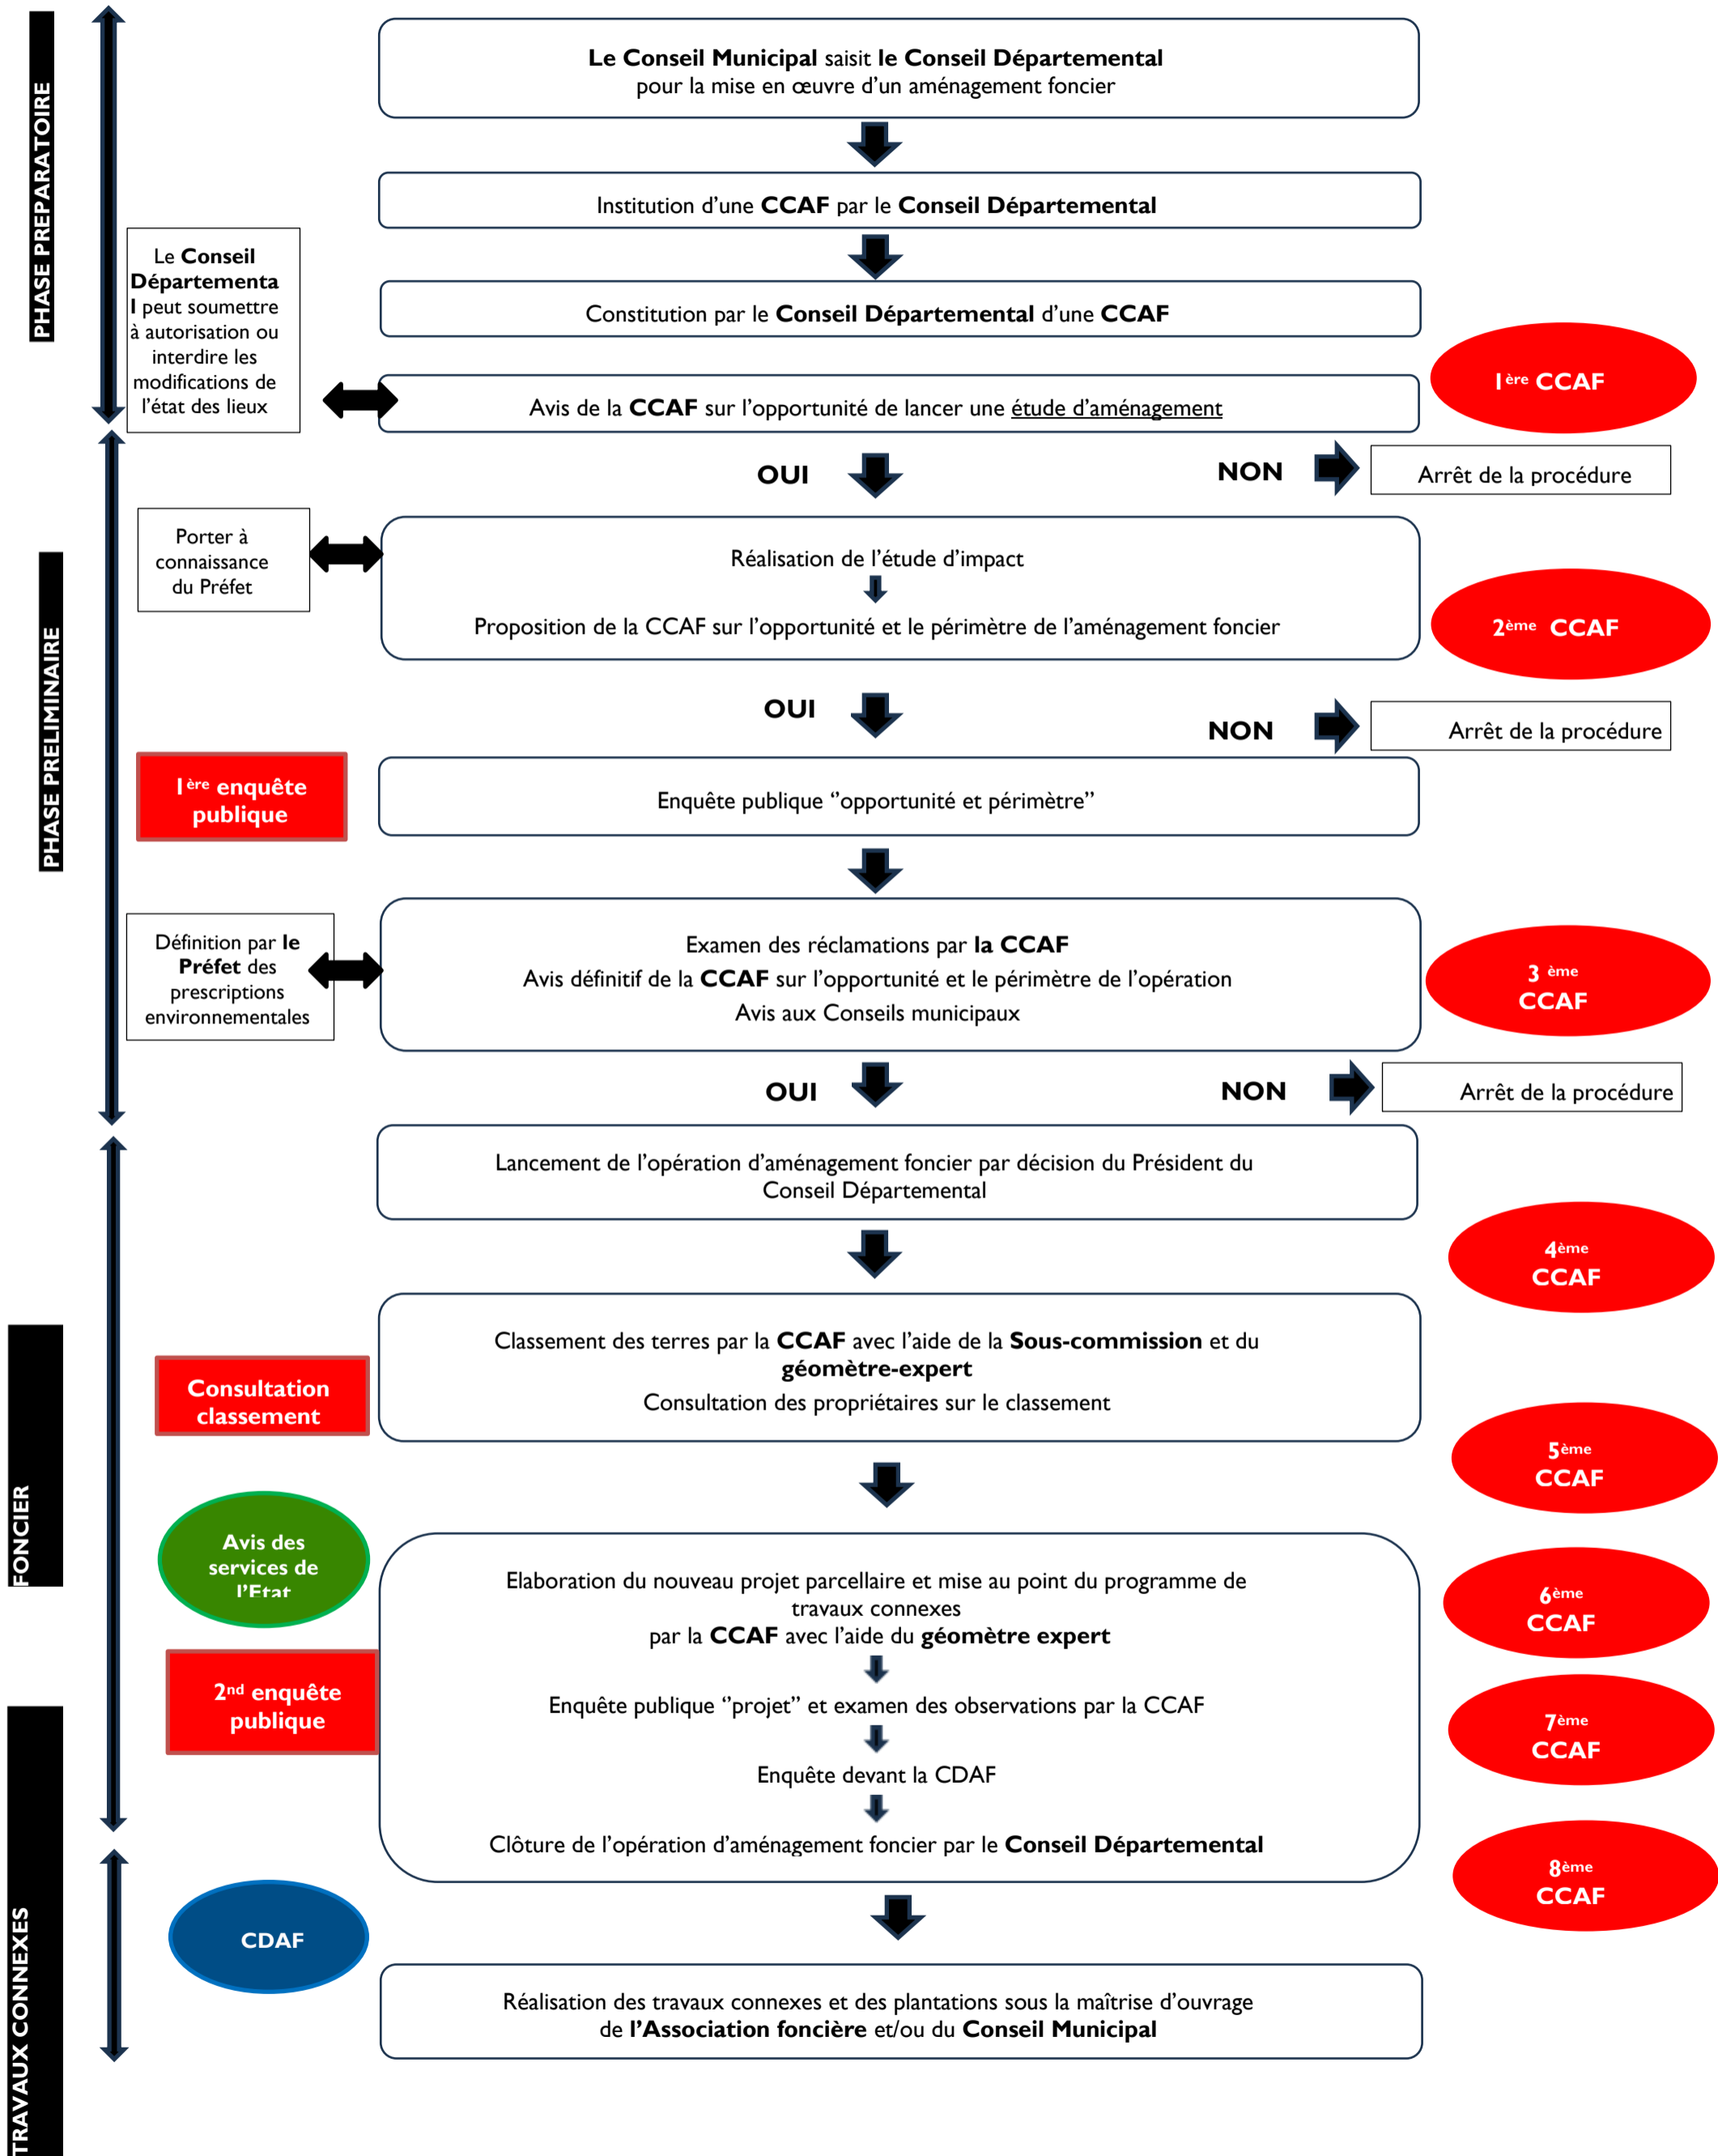 PHASE PREPARATOIRE
Le Conseil Municipal saisit le Conseil Départemental
pour la mise en œuvre d’un aménagement foncier
Institution d’une CCAF par le Conseil Départemental
Le Conseil
Départementa
l peut soumettre
à autorisation ou
interdire les
modifications de
l’état des lieux
Constitution par le Conseil Départemental d’une CCAF
1ère CCAF
Avis de la CCAF sur l’opportunité de lancer une étude d’aménagement
OUI
NON
Arrêt de la procédure
PHASE PRELIMINAIRE
Porter à
connaissance
du Préfet
Réalisation de l’étude d’impact
Proposition de la CCAF sur l’opportunité et le périmètre de l’aménagement foncier
2ème CCAF
OUI
NON
Arrêt de la procédure
1ère enquête
publique
Enquête publique ‘’opportunité et périmètre’’
Définition par le
Préfet des
prescriptions
environnementales
Examen des réclamations par la CCAF
Avis définitif de la CCAF sur l’opportunité et le périmètre de l’opération
Avis aux Conseils municipaux
3 ème
CCAF
OUI
NON
Arrêt de la procédure
Lancement de l’opération d’aménagement foncier par décision du Président du
Conseil Départemental
4ème
CCAF
FONCIER
Consultation
classement
Classement des terres par la CCAF avec l’aide de la Sous-commission et du
géomètre-expert
Consultation des propriétaires sur le classement
5ème
CCAF
Avis des
services de
l’Etat
Elaboration du nouveau projet parcellaire et mise au point du programme de
travaux connexes
par la CCAF avec l’aide du géomètre expert
6ème
CCAF
2nd enquête
publique
Enquête publique ‘’projet’’ et examen des observations par la CCAF
7ème
CCAF
Enquête devant la CDAF
Clôture de l’opération d’aménagement foncier par le Conseil Départemental
8ème
CCAF
TRAVAUX CONNEXES
CDAF
Réalisation des travaux connexes et des plantations sous la maîtrise d’ouvrage
de l’Association foncière et/ou du Conseil Municipal